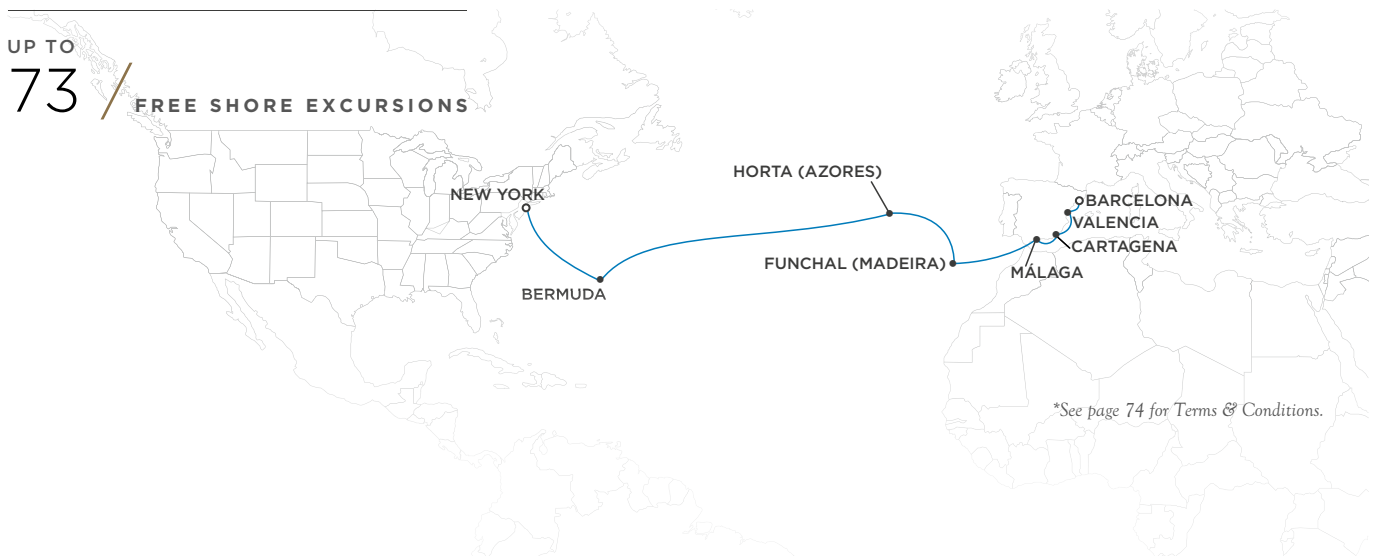 UP TO
73 / FREE SHORE EXCURSIONS
HORTA (AZORES)
NEW YORK
BARCELONA
VALENCIA
CARTAGENA
FUNCHAL (MADEIRA)
MÁLAGA
BERMUDA
*See page 74 for Terms & Conditions.